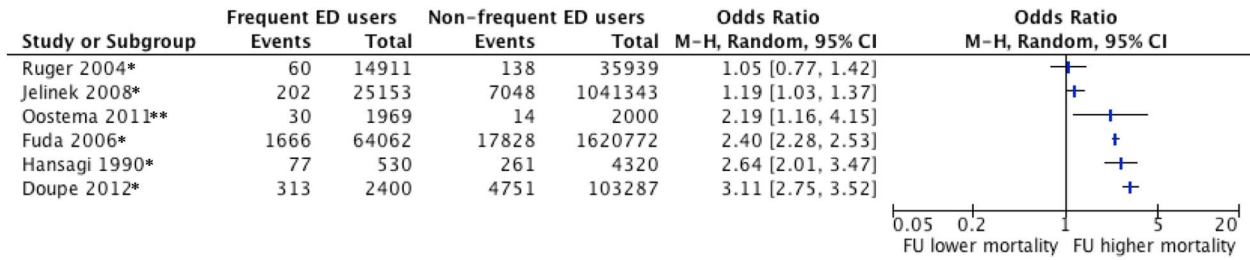 Frequent ED users Non-frequent ED users Odds Ratio Odds Ratio
Study or Subgroup Events Total Events Total M-H, Random, 95% CI M-H, Random, 95% CI
Ruger 2004* 60 14911 138 35939 1.05 [0.77, 1.42]
Jelinek 2008* 202 25153 7048 1041343 1.19 [1.03, 1.37]
Oostema 2011** 30 1969 14 2000 2.19 [1.16, 4.15]
Fuda 2006* 1666 64062 17828 1620772 2.40 [2.28, 2.53]
Hansagi 1990* 77 530 261 4320 2.64 [2.01, 3.47]
Doupe 2012* 313 2400 4751 103287 3.11 [2.75, 3.52]
0.05 0.2 1 5 20
FU lower mortality FU higher mortality